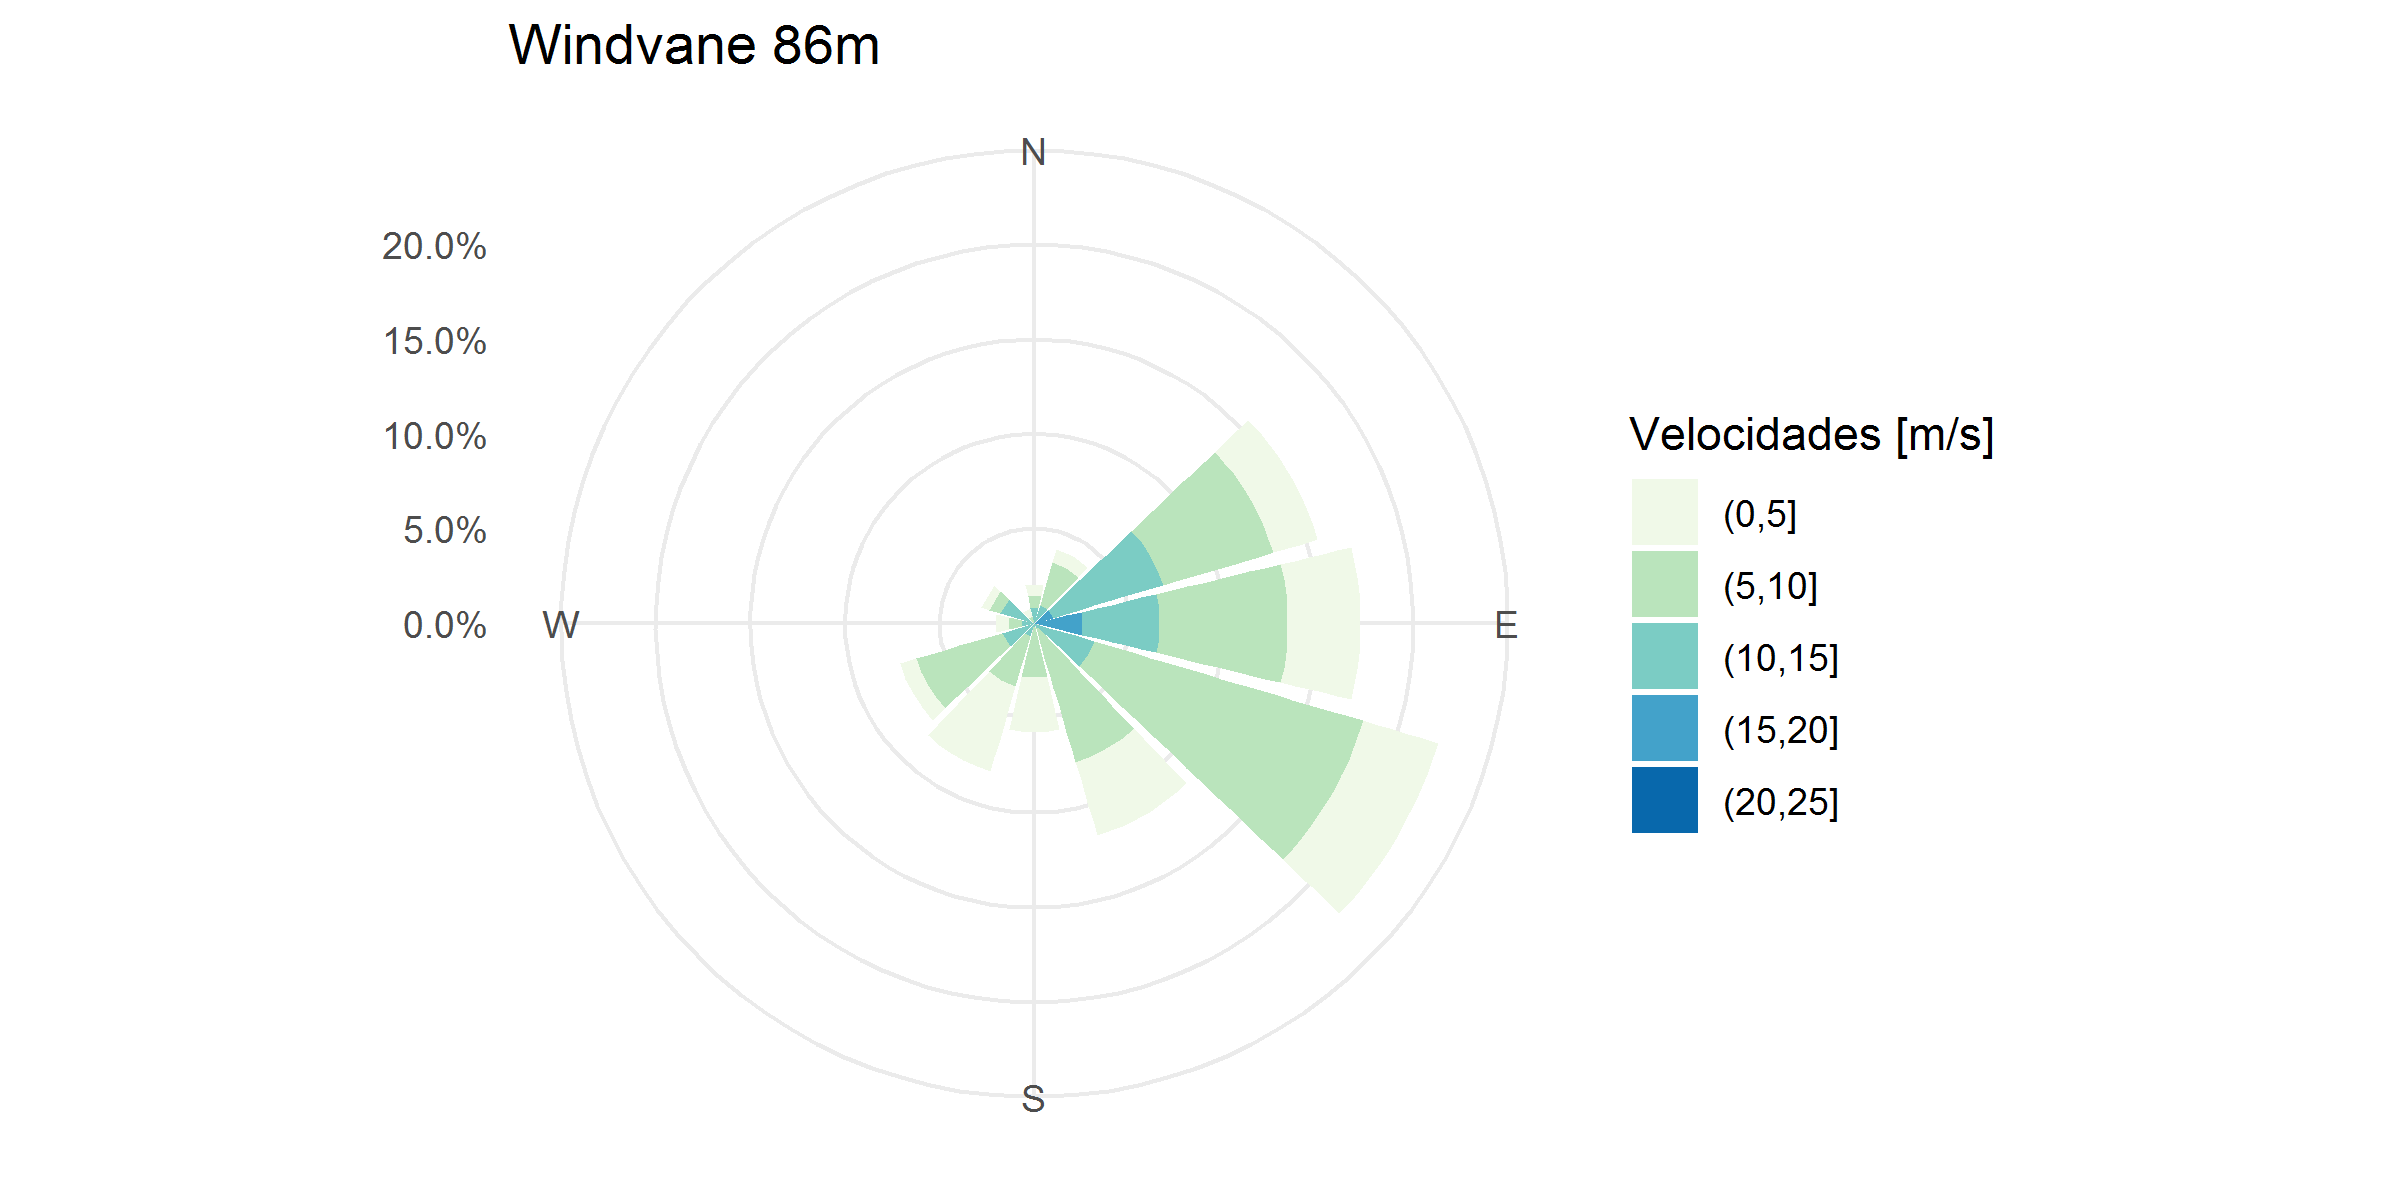 Windvane 86m
N
20.0%
15.0%
10.0%
5.0%
0.0%
W
E
S
Velocidades [m/s]
(0,5]
(5,10]
(10,15]
(15,20]
(20,25]